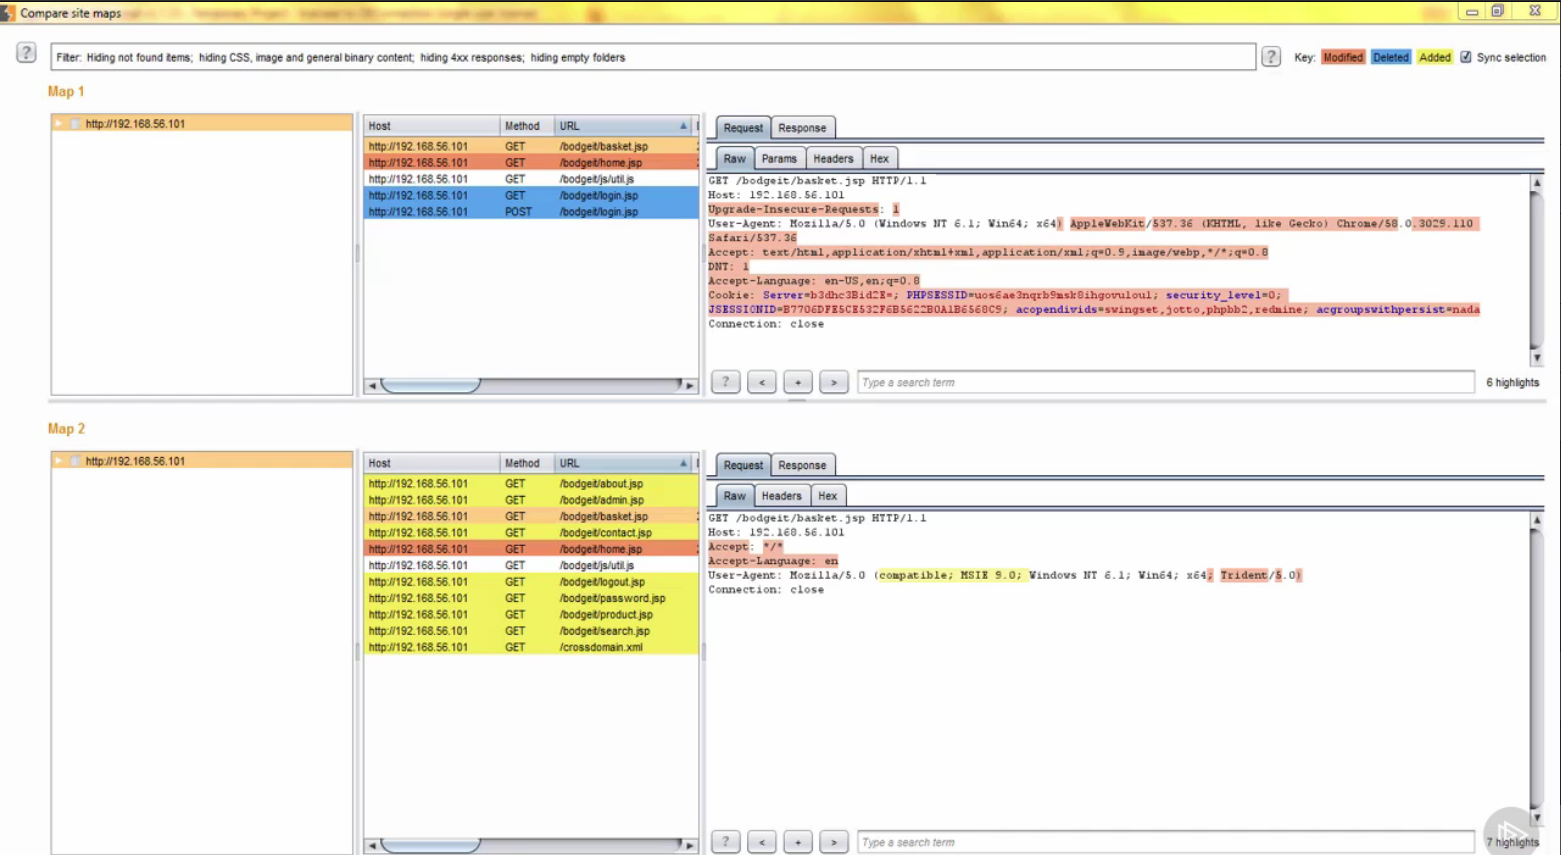 Compare site maps
Filter: Hiding not found items; hiding CSS, image and general binary content; hiding 4xx responses; hiding empty folders
? Key: Modified Deleted Added Sync selection
Map 1
http://192.168.56.101
Host Method URL
http://192.168.56.101 GET /bodgeit/basket.jsp
http://192.168.56.101 GET /bodgeit/home.jsp
http://192.168.56.101 GET /bodgeit/js/util.js
http://192.168.56.101 GET /bodgeit/login.jsp
http://192.168.56.101 POST /bodgeit/login.jsp
Request Response
Raw Params Headers Hex
GET /bodgeit/basket.jsp HTTP/1.1
Host: 192.168.56.101
Upgrade-Insecure-Requests: 1
User-Agent: Mozilla/5.0 (Windows NT 6.1; Win64; x64) AppleWebKit/537.36 (KHTML, like Gecko) Chrome/58.0.3029.110
Safari/537.36
Accept: text/html,application/xhtml+xml,application/xml;q=0.9,image/webp,*/*;q=0.8
DNT: 1
Accept-Language: en-US,en;q=0.8
Cookie: Server=b3dhc3Bid2E=; PHPSESSID=uos6ae3nqrb9msk8ihgovuloul; security_level=0;
JSESSIONID=B7706DFE5CE532F6B5622B0A1B6568C9; acopendivids=swingset,jotto,phpbb2,redmine; acgroupswithpersist=nada
Connection: close
? < + > Type a search term 6 highlights
Map 2
http://192.168.56.101
Host Method URL
http://192.168.56.101 GET /bodgeit/about.jsp
http://192.168.56.101 GET /bodgeit/admin.jsp
http://192.168.56.101 GET /bodgeit/basket.jsp
http://192.168.56.101 GET /bodgeit/contact.jsp
http://192.168.56.101 GET /bodgeit/home.jsp
http://192.168.56.101 GET /bodgeit/js/util.js
http://192.168.56.101 GET /bodgeit/logout.jsp
http://192.168.56.101 GET /bodgeit/password.jsp
http://192.168.56.101 GET /bodgeit/product.jsp
http://192.168.56.101 GET /bodgeit/search.jsp
http://192.168.56.101 GET /crossdomain.xml
Request Response
Raw Headers Hex
GET /bodgeit/basket.jsp HTTP/1.1
Host: 192.168.56.101
Accept: */*
Accept-Language: en
User-Agent: Mozilla/5.0 (compatible; MSIE 9.0; Windows NT 6.1; Win64; x64; Trident/5.0)
Connection: close
? < + > Type a search term 7 highlights